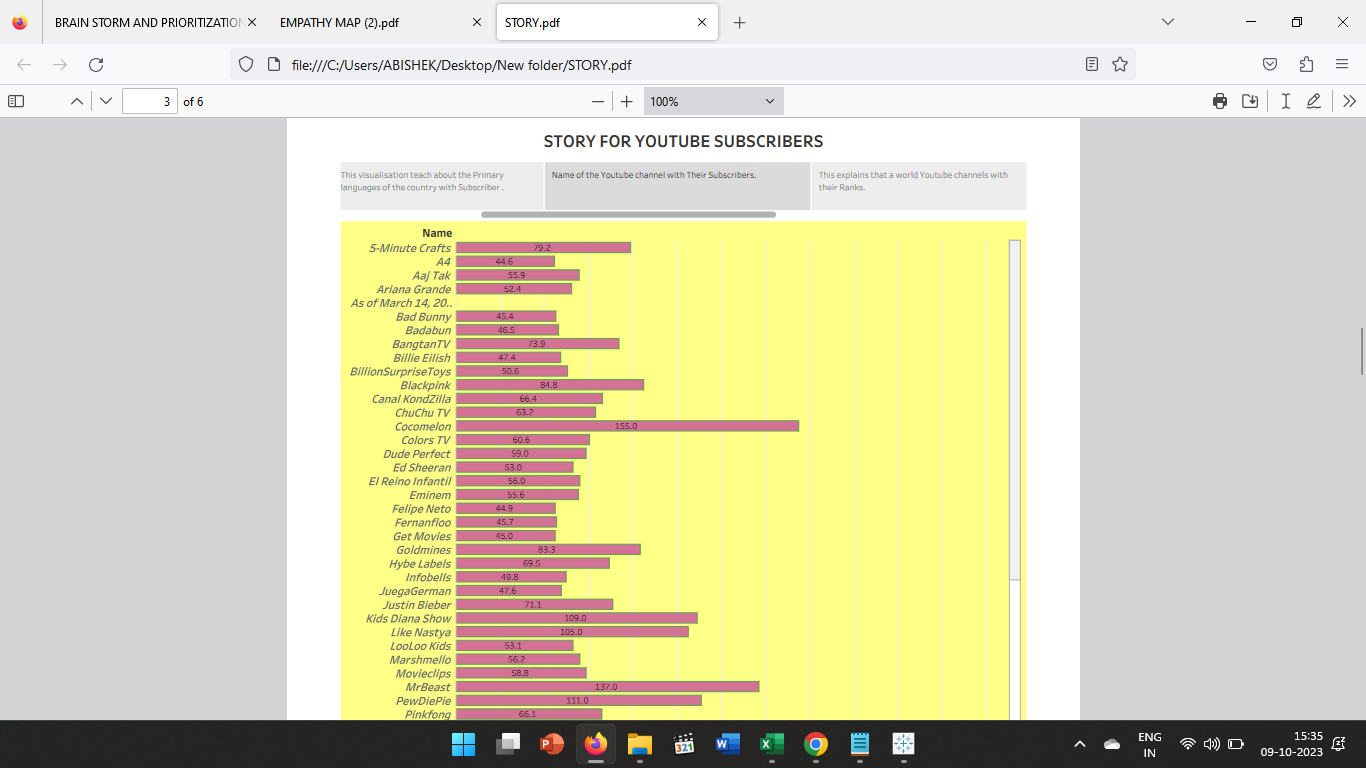 BRAIN STORM AND PRIORITIZATION
EMPATHY MAP (2).pdf
STORY.pdf
file:///C:/Users/ABISHEK/Desktop/New folder/STORY.pdf
3 of 6
100%
STORY FOR YOUTUBE SUBSCRIBERS
This visualisation teach about the Primary
languages of the country with Subscriber .
Name of the Youtube channel with Their Subscribers.
This explains that a world Youtube channels with
their Ranks.
Name
5-Minute Crafts 79.2
A4 44.6
Aaj Tak 55.9
Ariana Grande 52.4
As of March 14, 20..
Bad Bunny 45.4
Badabun 46.5
BangtanTV 73.9
Billie Eilish 47.4
BillionSurpriseToys 50.6
Blackpink 84.8
Canal KondZilla 66.4
ChuChu TV 63.2
Cocomelon 155.0
Colors TV 60.6
Dude Perfect 59.0
Ed Sheeran 53.0
El Reino Infantil 56.0
Eminem 55.6
Felipe Neto 44.9
Fernanfloo 45.7
Get Movies 45.0
Goldmines 83.3
Hybe Labels 69.5
Infobells 49.8
JuegaGerman 47.6
Justin Bieber 71.1
Kids Diana Show 109.0
Like Nastya 105.0
LooLoo Kids 53.1
Marshmello 56.2
Movieclips 58.8
MrBeast 137.0
PewDiePie 111.0
Pinkfong 66.1
321
ENG
IN
15:35
09-10-2023